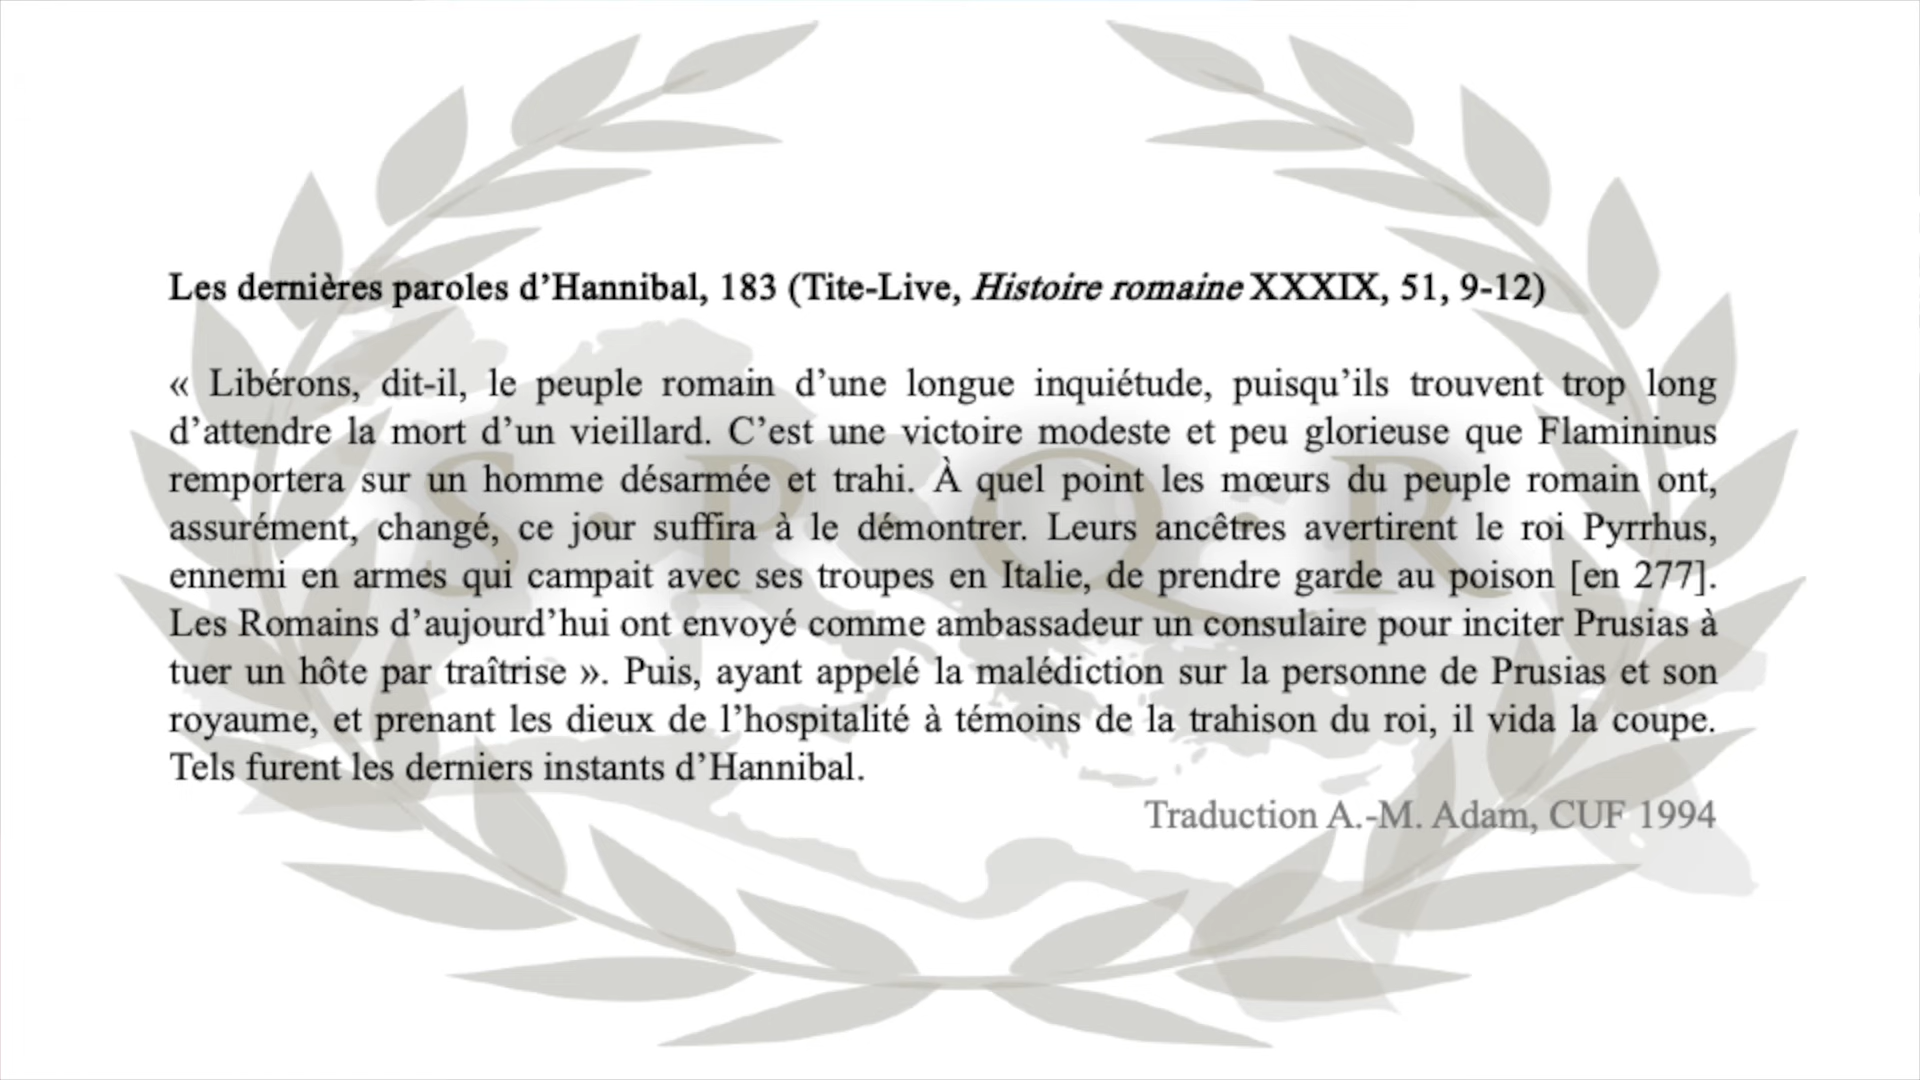 Les dernières paroles d’Hannibal, 183 (Tite-Live, Histoire romaine XXXIX, 51, 9-12)
« Libérons, dit-il, le peuple romain d’une longue inquiétude, puisqu’ils trouvent trop long
d’attendre la mort d’un vieillard. C’est une victoire modeste et peu glorieuse que Flamininus
remportera sur un homme désarmée et trahi. À quel point les mœurs du peuple romain ont,
assurément, changé, ce jour suffira à le démontrer. Leurs ancêtres avertirent le roi Pyrrhus,
ennemi en armes qui campait avec ses troupes en Italie, de prendre garde au poison [en 277].
Les Romains d’aujourd’hui ont envoyé comme ambassadeur un consulaire pour inciter Prusias à
tuer un hôte par traîtrise ». Puis, ayant appelé la malédiction sur la personne de Prusias et son
royaume, et prenant les dieux de l’hospitalité à témoins de la trahison du roi, il vida la coupe.
Tels furent les derniers instants d’Hannibal.
Traduction A.-M. Adam, CUF 1994
S·P·Q·R